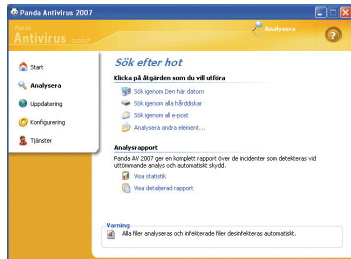 Panda Antivirus 2007
Panda
Antivirus 2007
Analysera
?
Start
Analysera
Uppdatering
Konfigurering
Tjänster
Sök efter hot
Klicka på åtgärden som du vill utföra
Sök igenom Den här datorn
Sök igenom alla hårddiskar
Sök igenom all e-post
Analysera andra element...
Analysrapport
Panda AV 2007 ger en komplett rapport över de incidenter som detekteras vid
uttömmande analys och automatiskt skydd.
Visa statistik
Visa detaljerad rapport
Varning
Alla filer analyseras och infekterade filer desinfekteras automatiskt.